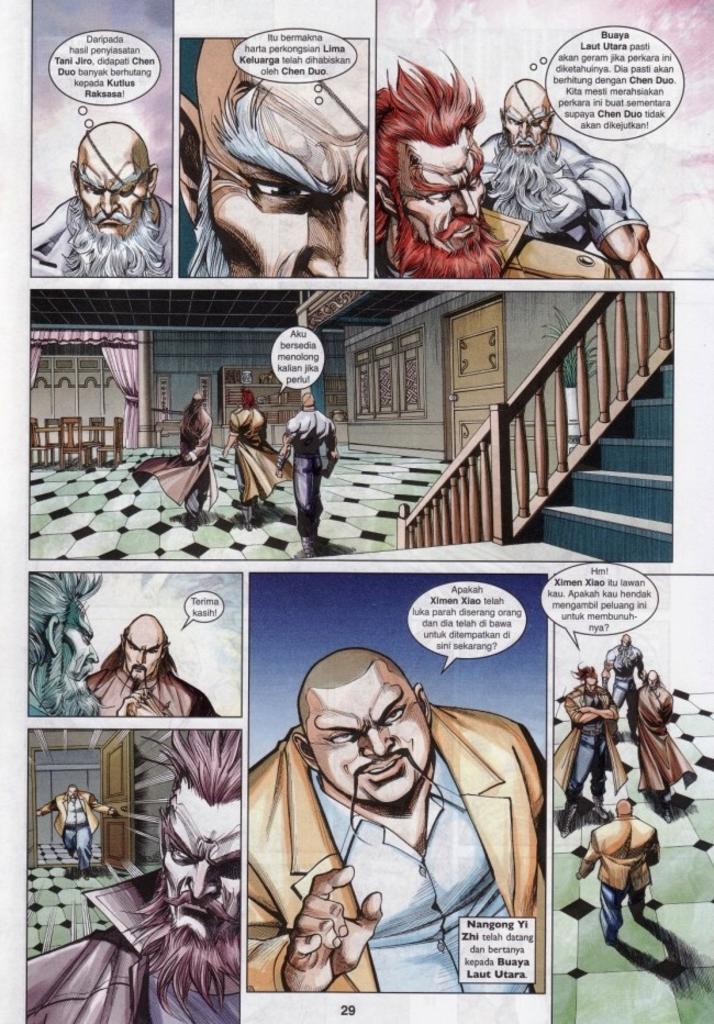 Daripada
hasil penyiasatan
Tani Jiro, didapati Chen
Duo banyak berhutang
kepada Kutlus
Raksasa!
Itu bermakna
harta perkongsian Lima
Keluarga telah dihabiskan
oleh Chen Duo.
Buaya
Laut Utara pasti
akan geram jika perkara ini
diketahuinya. Dia pasti akan
berhitung dengan Chen Duo.
Kita mesti merahsiakan
perkara ini buat sementara
supaya Chen Duo tidak
akan dikejutkan!
Aku
bersedia
menolong
kalian jika
perlu!
Terima
kasih!
Apakah
Ximen Xiao telah
luka parah diserang orang
dan dia telah di bawa
untuk ditempatkan di
sini sekarang?
Nangong Yi
Zhi telah datang
dan bertanya
kepada Buaya
Laut Utara.
Hm!
Ximen Xiao itu lawan
kau. Apakah kau hendak
mengambil peluang ini
untuk membunuh-
nya?
29